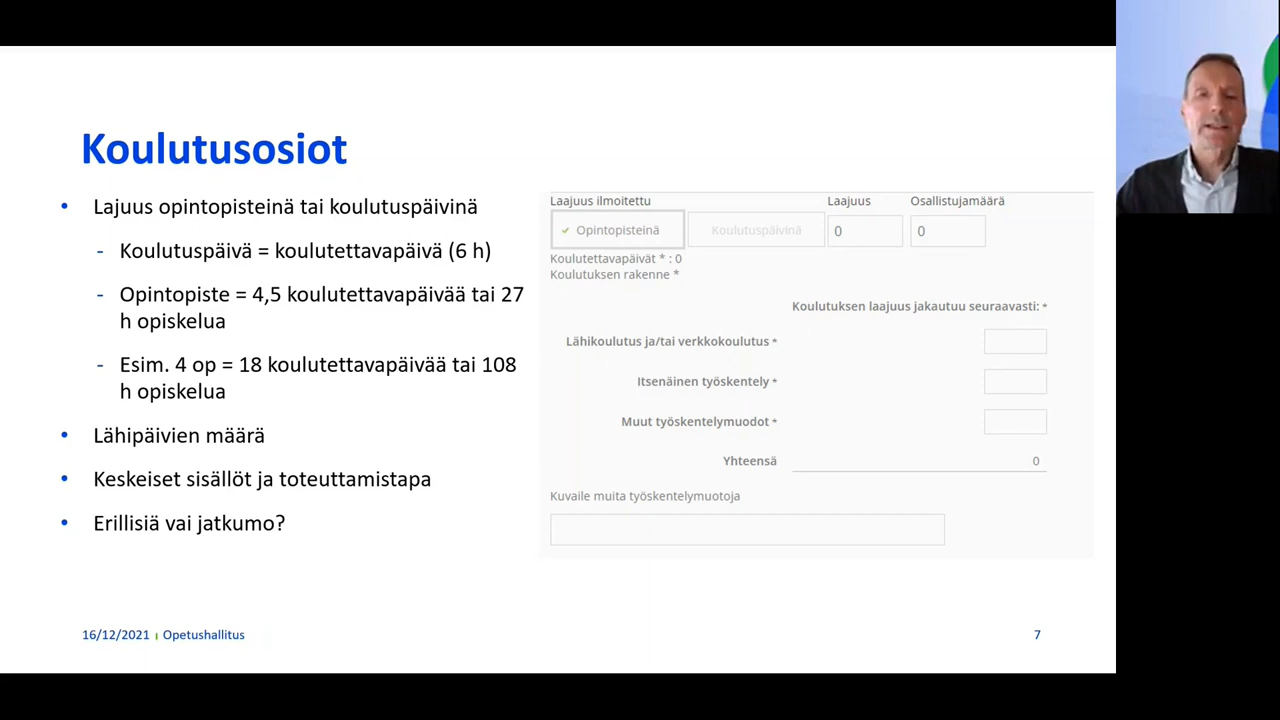 Koulutusosiot
• Lajuus opintopisteinä tai koulutuspäivinä
- Koulutuspäivä = koulutettavapäivä (6 h)
- Opintopiste = 4,5 koulutettavapäivää tai 27
h opiskelua
- Esim. 4 op = 18 koulutettavapäivää tai 108
h opiskelua
• Lähipäivien määrä
• Keskeiset sisällöt ja toteuttamistapa
• Erillisiä vai jatkumo?
Laajuus ilmoitettu Laajuus Osallistujamäärä
Opintopisteinä Koulutuspäivinä 0 0
Koulutettavapäivät * : 0
Koulutuksen rakenne *
Koulutuksen laajuus jakautuu seuraavasti: *
Lähikoulutus ja/tai verkkokoulutus *
Itsenäinen työskentely *
Muut työskentelymuodot *
Yhteensä 0
Kuvaile muita työskentelymuotoja
16/12/2021 Opetushallitus 7